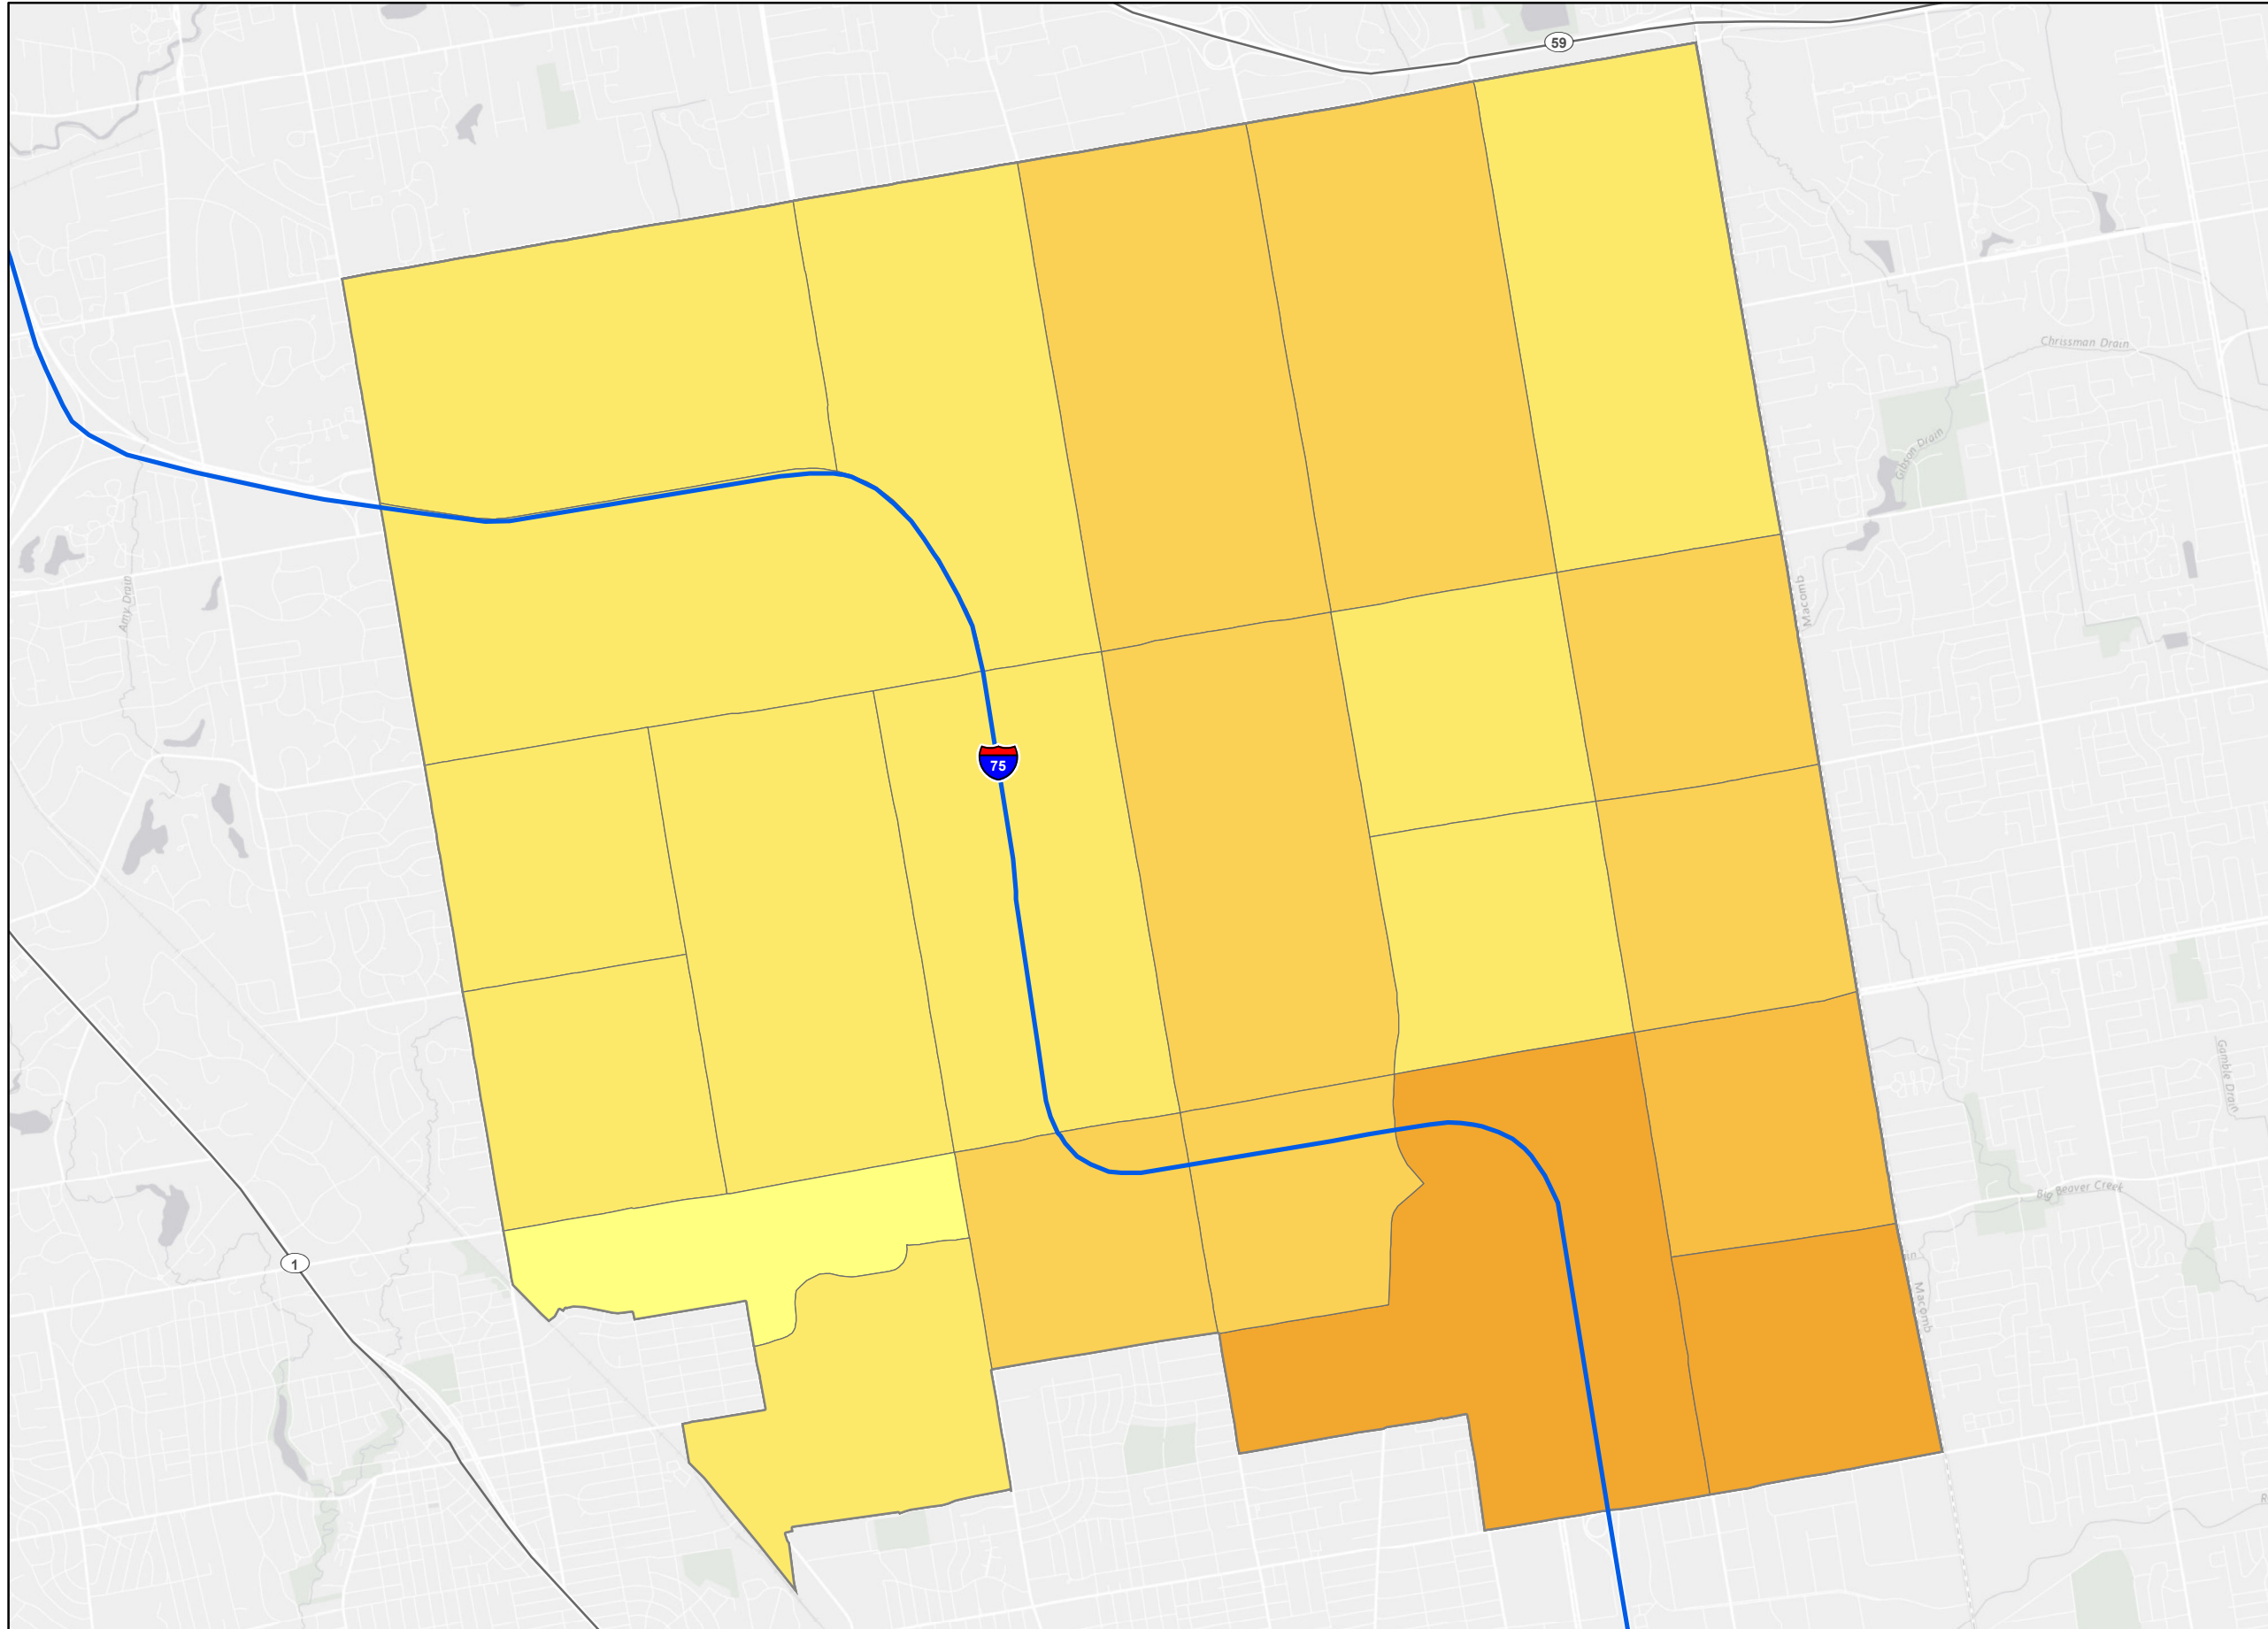 59
Chrissman Drain
Gibson Drain
Amy Drain
Macomb
75
Gamble Drain
Big Beaver Creek
1
Macomb